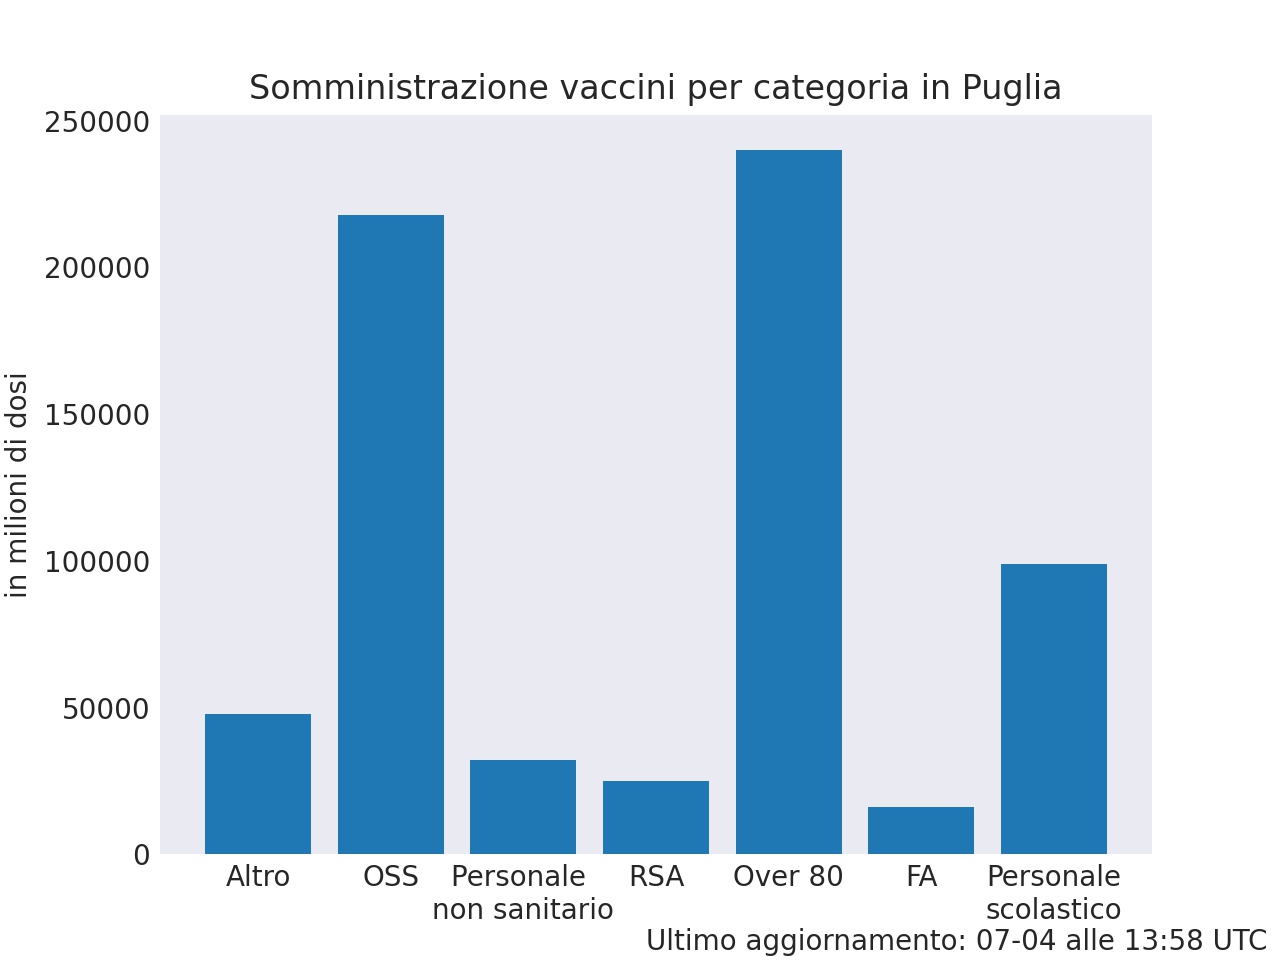 Somministrazione vaccini per categoria in Puglia
in milioni di dosi
250000
200000
150000
100000
50000
0
Altro
OSS
Personale
non sanitario
RSA
Over 80
FA
Personale
scolastico
Ultimo aggiornamento: 07-04 alle 13:58 UTC